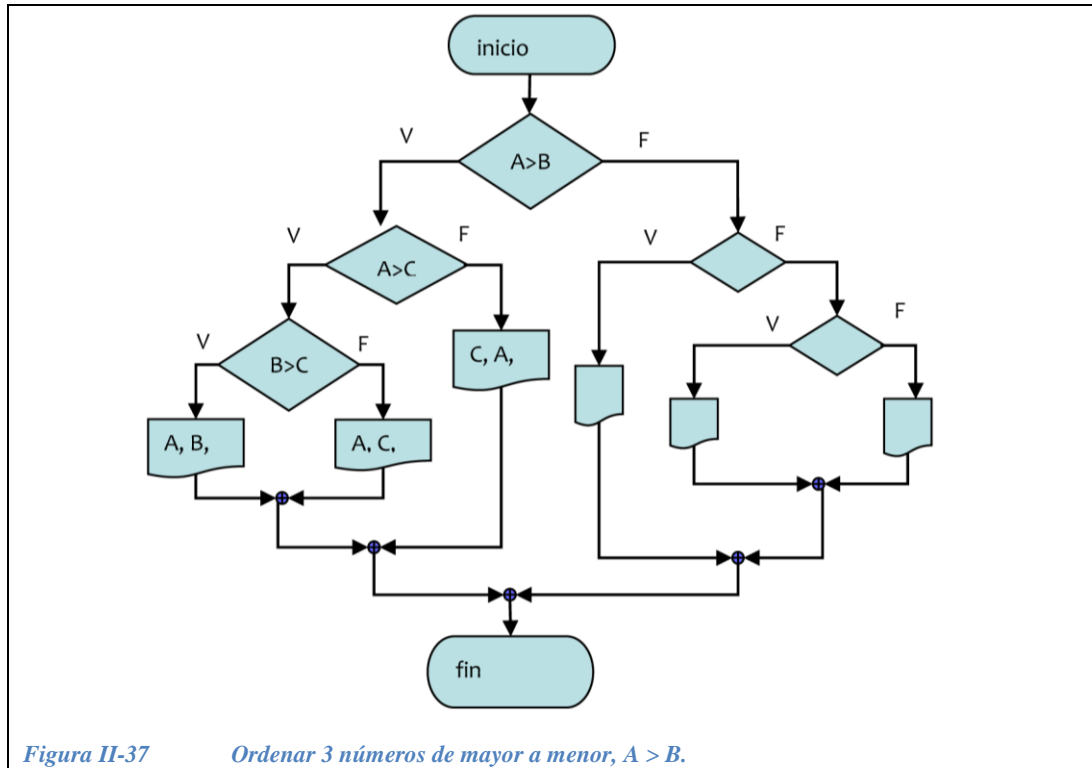 inicio
V
F
A>B
V
F
V
F
A>C
V
F
V
F
B>C
C, A,
A, B,
A, C,
fin
Figura II-37 Ordenar 3 números de mayor a menor, A > B.